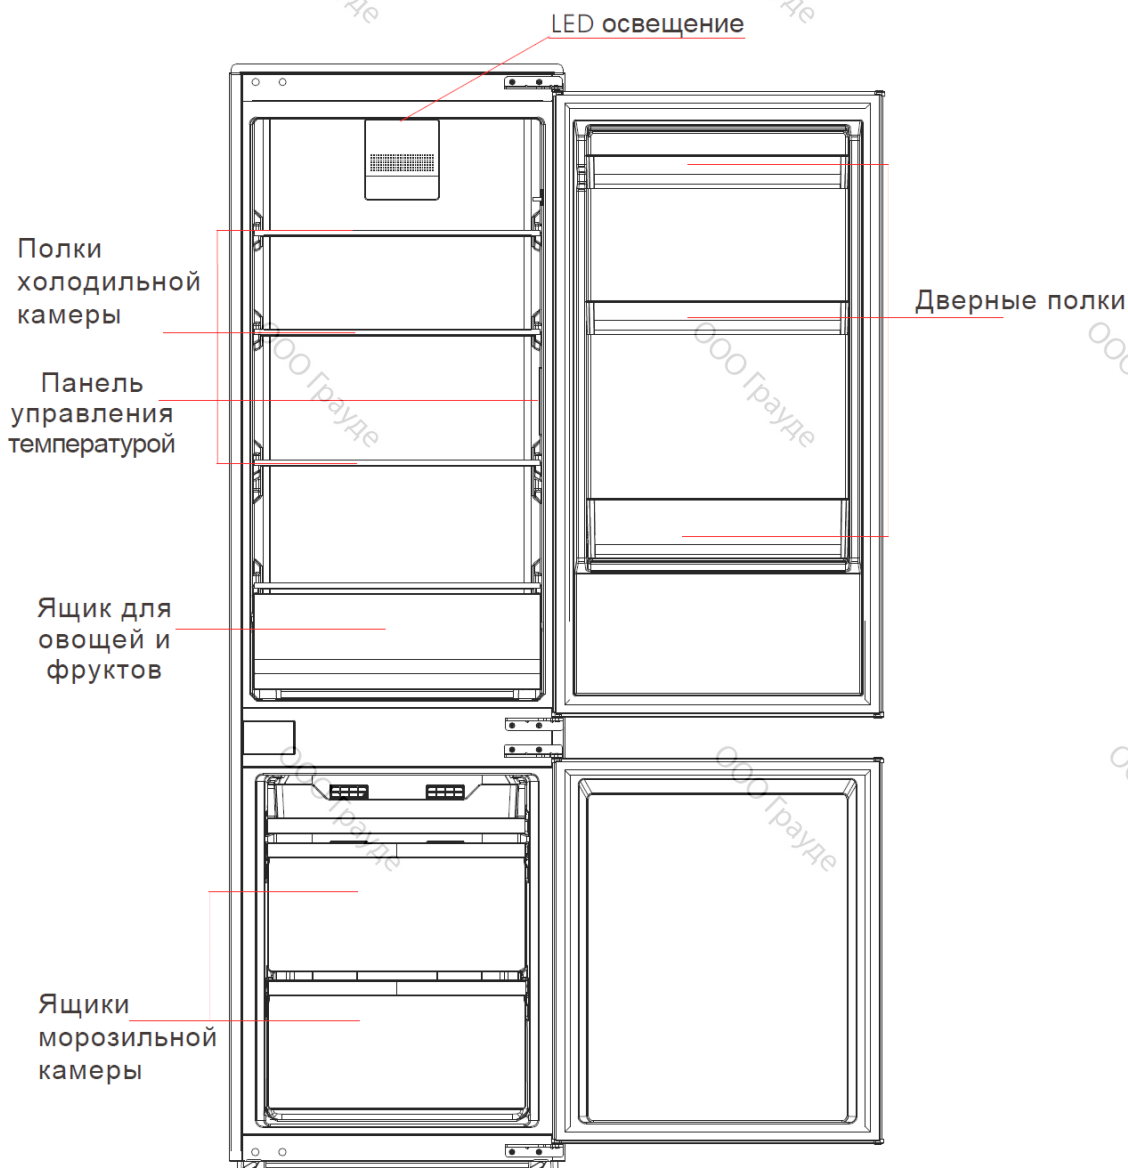 LED освещение
Полки
холодильной
камеры
Дверные полки
Панель
управления
температурой
Ящик для
овощей и
фруктов
Ящики
морозильной
камеры
ООО Грауде
ООО Грауде
ООО Грауде
ООО Грауде